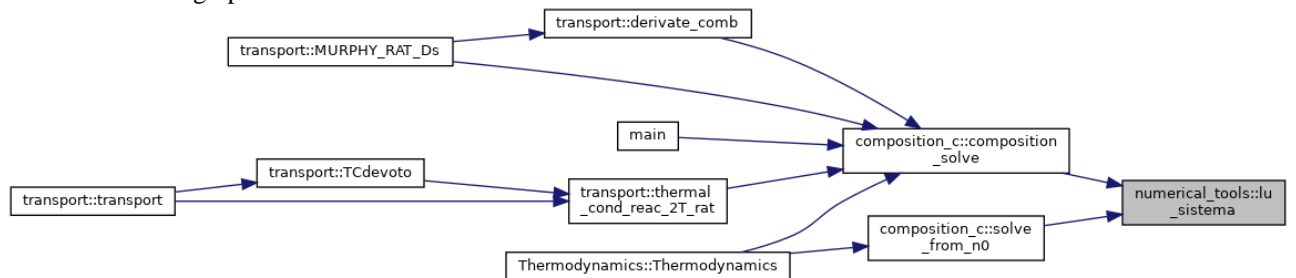 transport::derivate_comb
transport::MURPHY_RAT_Ds
main
composition_c::composition
_solve
transport::TCdevoto
transport::thermal
_cond_reac_2T_rat
transport::transport
numerical_tools::lu
_sistema
composition_c::solve
_from_n0
Thermodynamics::Thermodynamics